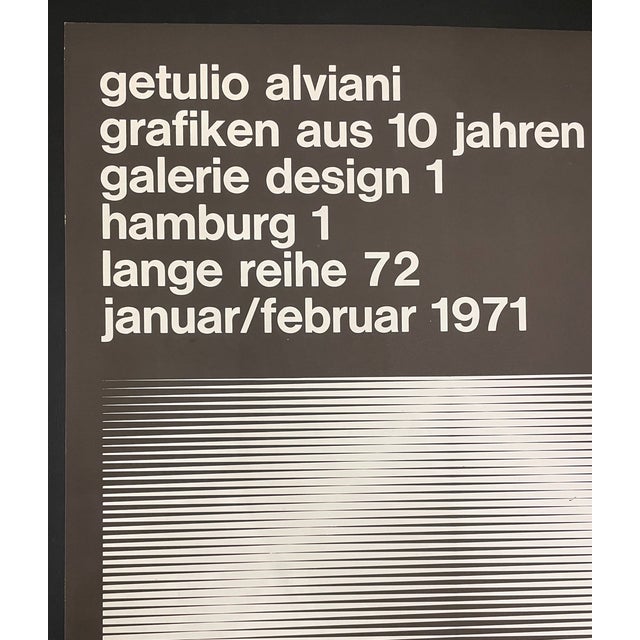 getulio alviani
grafiken aus 10 jahren
galerie design 1
hamburg 1
lange reihe 72
januar/februar 1971